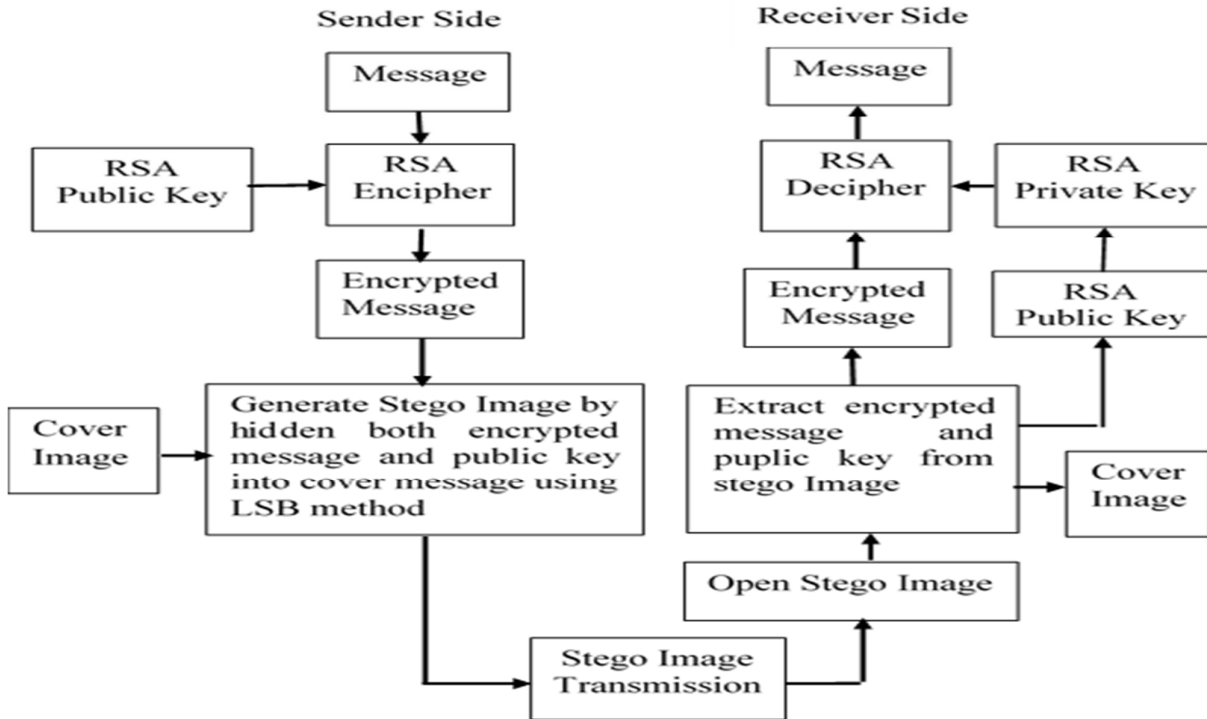 Sender Side
Message
RSA
Public Key
RSA
Encipher
Encrypted
Message
Cover
Image
Generate Stego Image by
hidden both encrypted
message and public key
into cover message using
LSB method
Stego Image
Transmission
Receiver Side
Message
RSA
Decipher
RSA
Private Key
Encrypted
Message
RSA
Public Key
Extract encrypted
message and
puplic key from
stego Image
Cover
Image
Open Stego Image